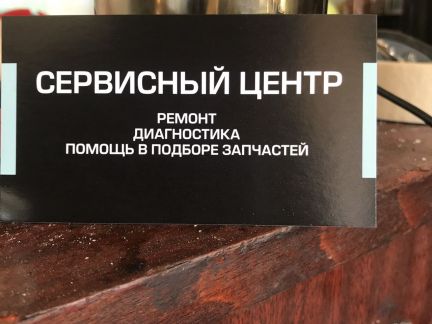 СЕРВИСНЫЙ ЦЕНТР
РЕМОНТ
ДИАГНОСТИКА
ПОМОЩЬ В ПОДБОРЕ ЗАПЧАСТЕЙ